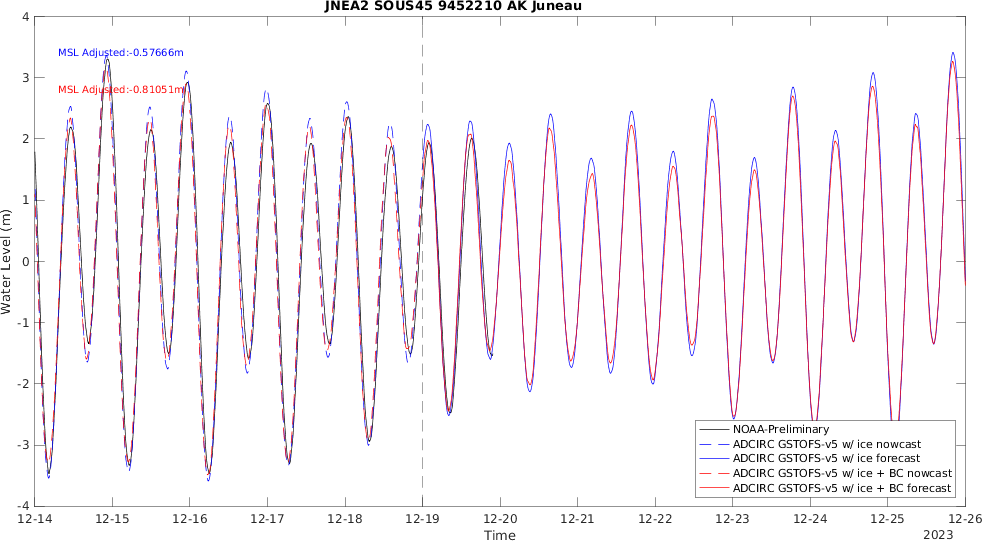 JNEA2 SOUS45 9452210 AK Juneau
4
3
2
1
0
-1
-2
-3
-4
Water Level (m)
MSL Adjusted:-0.57666m
MSL Adjusted:-0.81051m
NOAA-Preliminary
ADCIRC GSTOFS-v5 w/ ice nowcast
ADCIRC GSTOFS-v5 w/ ice forecast
ADCIRC GSTOFS-v5 w/ ice + BC nowcast
ADCIRC GSTOFS-v5 w/ ice + BC forecast
12-14 12-15 12-16 12-17 12-18 12-19 12-20 12-21 12-22 12-23 12-24 12-25 12-26
Time
2023